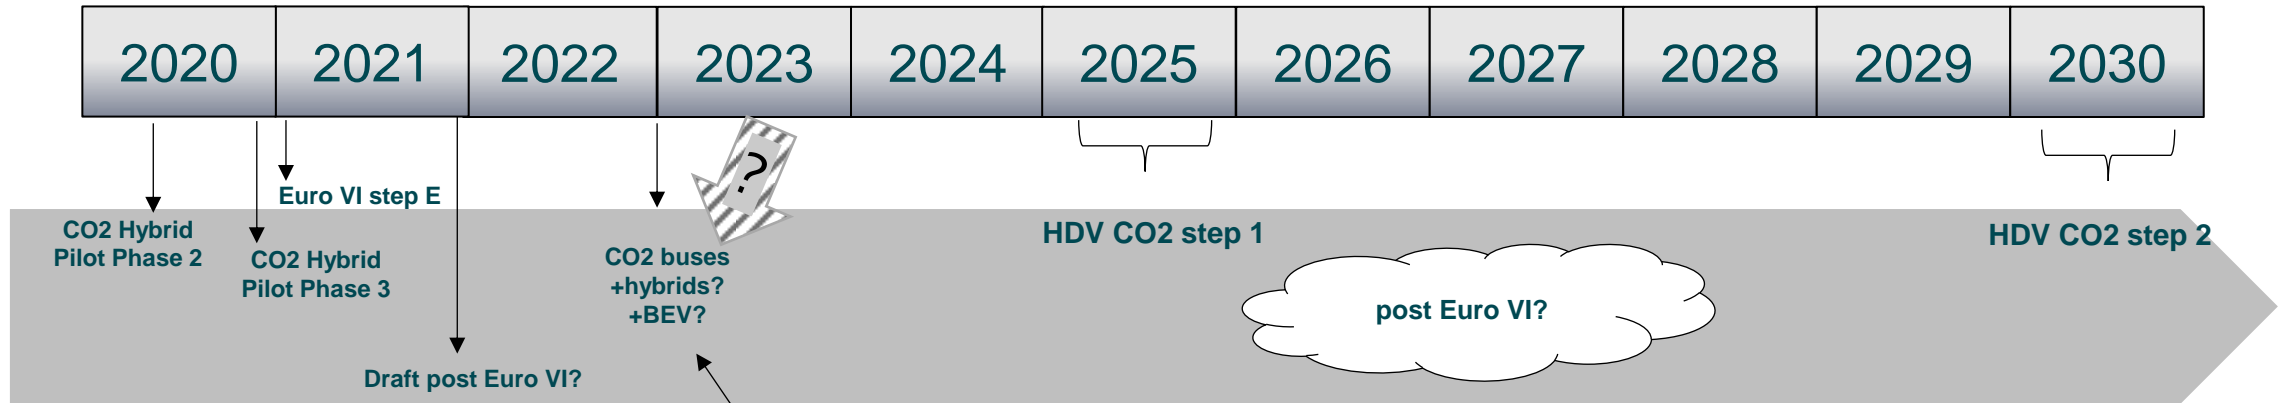 2020 2021 2022 2023 2024 2025 2026 2027 2028 2029 2030
?
Euro VI step E
CO2 Hybrid
Pilot Phase 2
CO2 Hybrid
Pilot Phase 3
Draft post Euro VI?
CO2 buses
+hybrids?
+BEV?
HDV CO2 step 1
post Euro VI?
HDV CO2 step 2